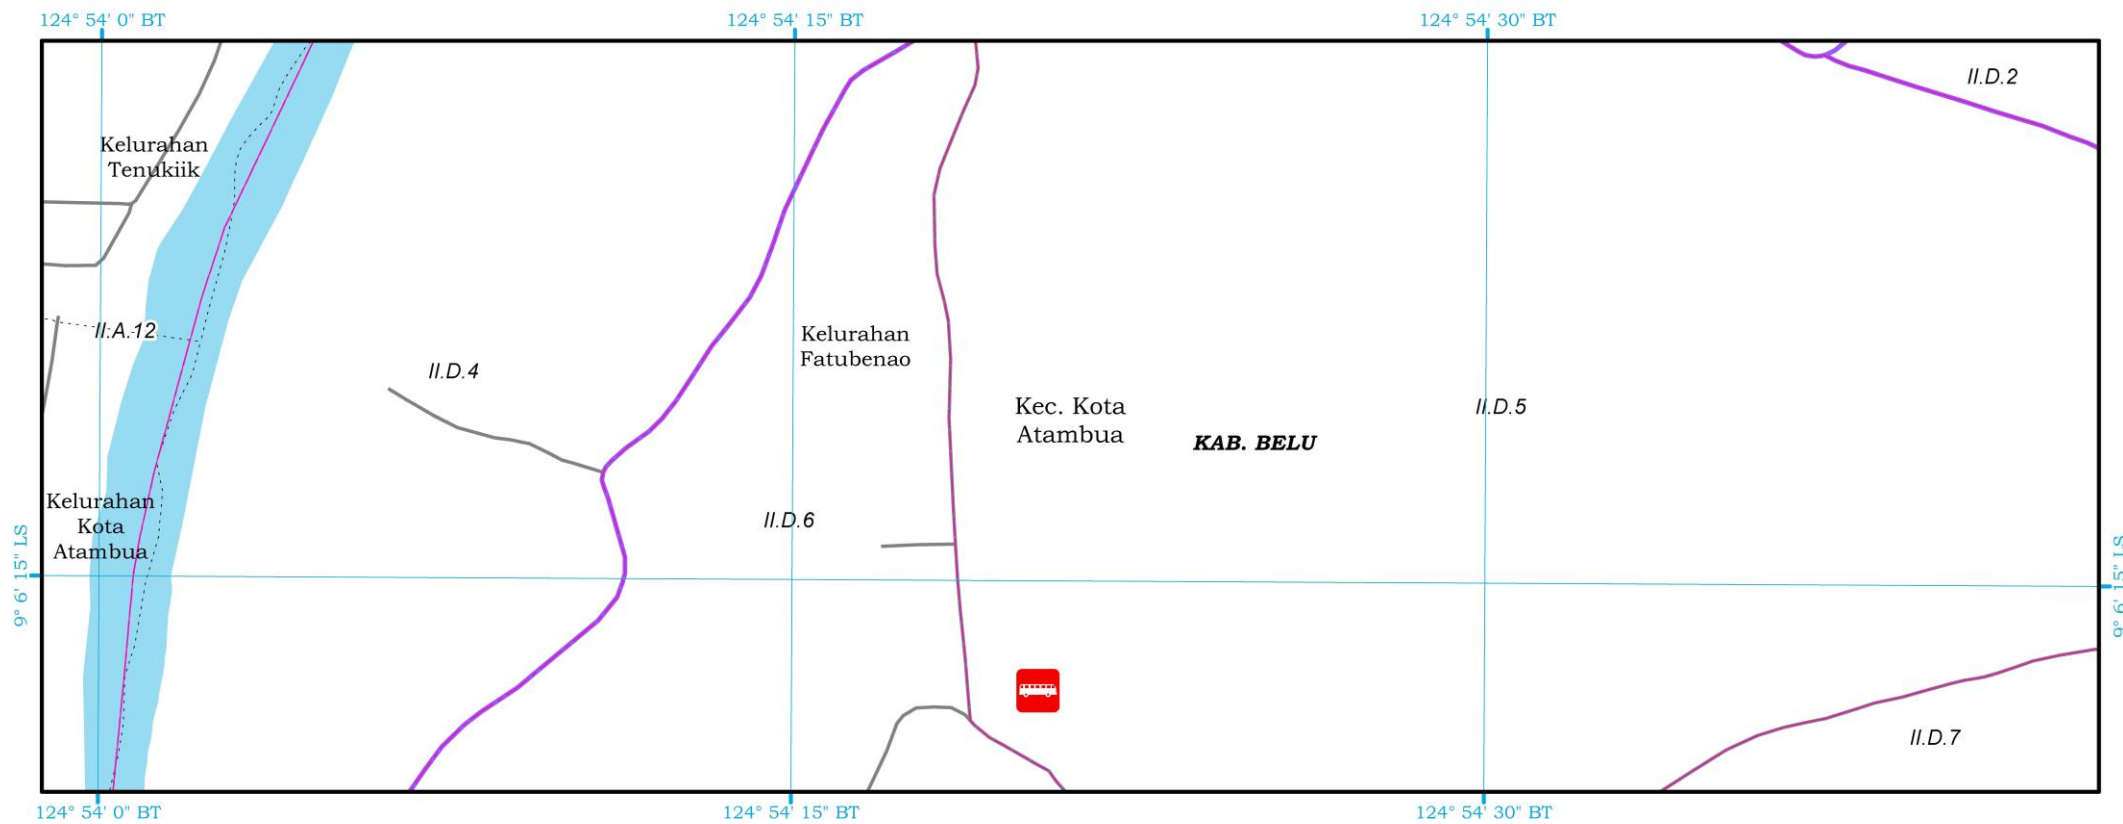 124° 54' 0" BT
124° 54' 15" BT
124° 54' 30" BT
II.D.2
Kelurahan
Tenukiik
II.A.12
Kelurahan
Fatubenao
II.D.4
Kec. Kota
Atambua
II.D.5
KAB. BELU
Kelurahan
Kota
Atambua
II.D.6
9° 6' 15" LS
9° 6' 15" LS
II.D.7
124° 54' 0" BT
124° 54' 15" BT
124° 54' 30" BT